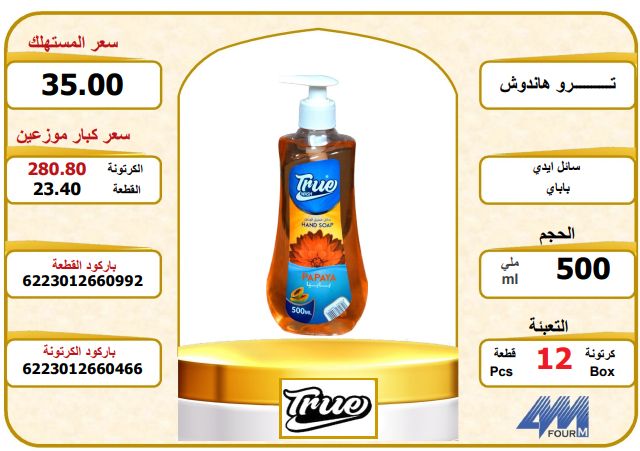 سعر المستهلك
35.00
سعر كبار موزعين
الكرتونة 280.80
القطعة 23.40
باركود القطعة
6223012660992
باركود الكرتونة
6223012660466
True
HAND SOAP
PAPAYA
500ML
True
تــــــرو هاندوش
سائل ايدي
باباي
الحجم
500 ملي
ml
التعبئة
كرتونة 12 قطعة
Box Pcs
4M
FOUR M